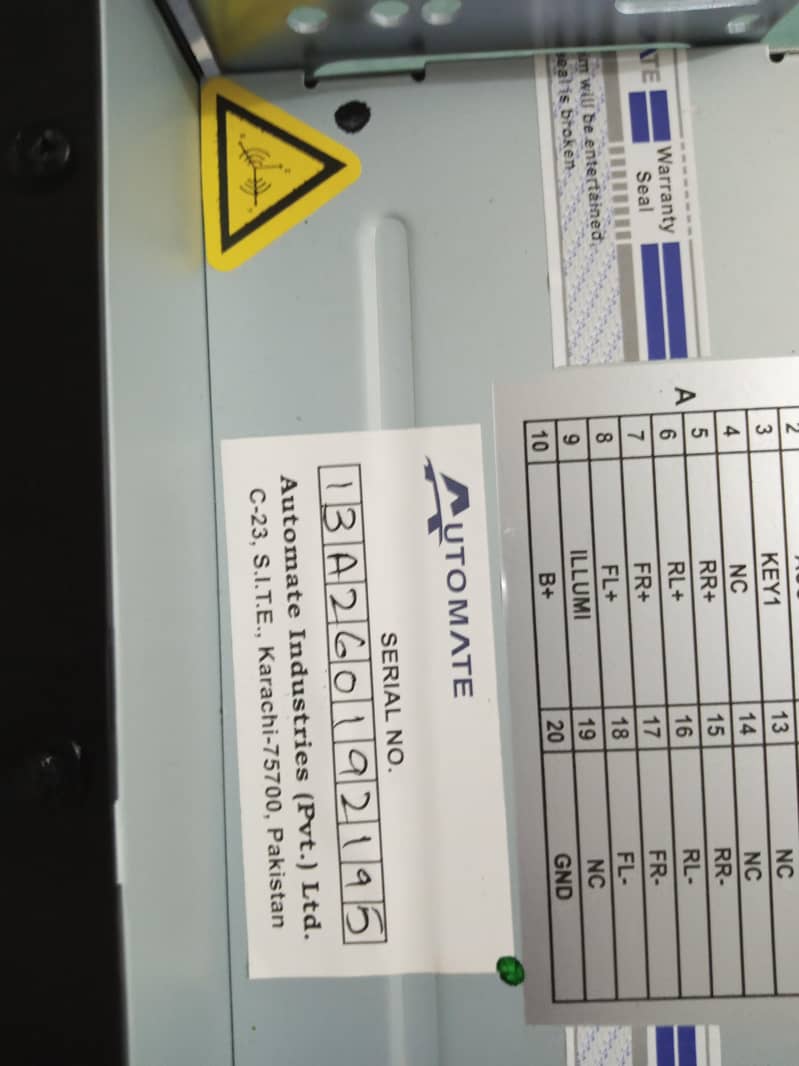 Warranty
Seal
will be entertained,
is broken
A
2
3 KEY1 13 NC
4 NC 14 NC
5 RR+ 15 RR-
6 RL+ 16 RL-
7 FR+ 17 FR-
8 FL+ 18 FL-
9 ILLUMI 19 NC
10 B+ 20 GND
AUTOMATE
SERIAL NO.
13A260192195
Automate Industries (Pvt.) Ltd.
C-23, S.I.T.E., Karachi-75700, Pakistan